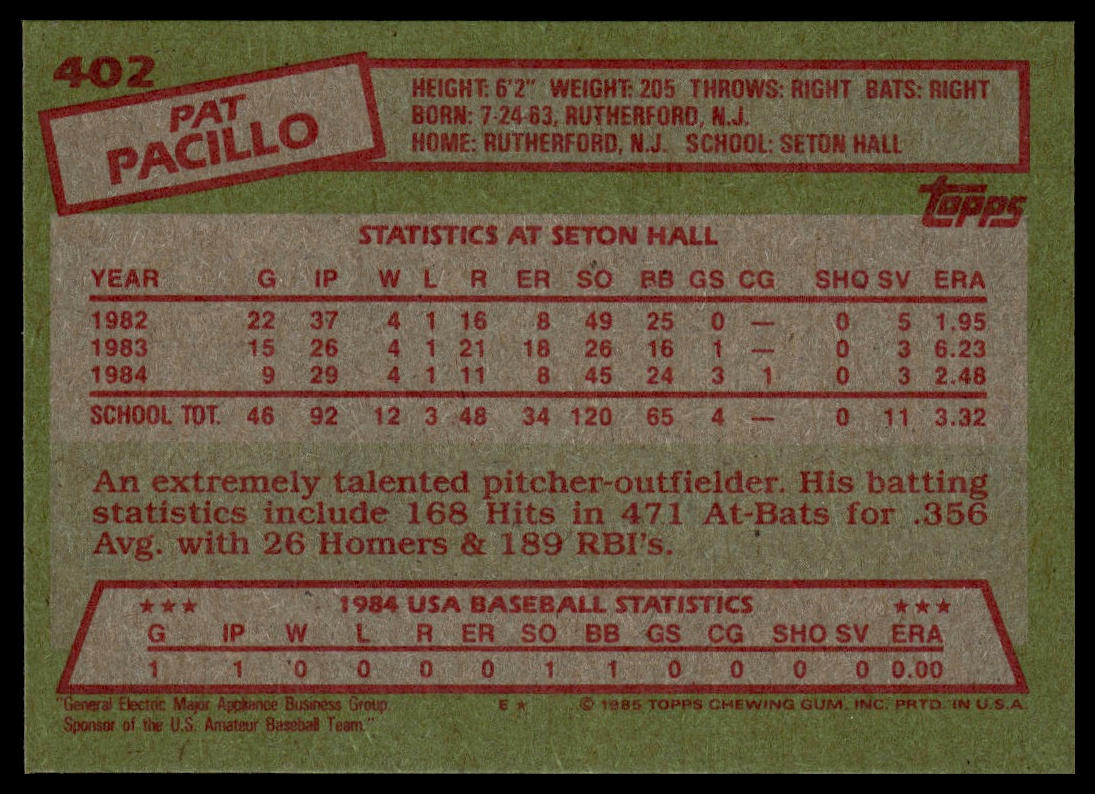 402
PAT
PACILLO
HEIGHT: 6'2" WEIGHT: 205 THROWS: RIGHT BATS: RIGHT
BORN: 7-24-63, RUTHERFORD, N.J.
HOME: RUTHERFORD, N.J. SCHOOL: SETON HALL
topps
STATISTICS AT SETON HALL
YEAR G IP W L R ER SO BB GS CG SHO SV ERA
1982 22 37 4 1 16 8 49 25 0 — 0 5 1.95
1983 15 26 4 1 21 18 26 16 1 — 0 3 6.23
1984 9 29 4 1 11 8 45 24 3 1 0 3 2.48
SCHOOL TOT. 46 92 12 3 48 34 120 65 4 — 0 11 3.32
An extremely talented pitcher-outfielder. His batting
statistics include 168 Hits in 471 At-Bats for .356
Avg. with 26 Homers & 189 RBI's.
★★★ 1984 USA BASEBALL STATISTICS ★★★
G IP W L R ER SO BB GS CG SHO SV ERA
1 1 0 0 0 0 1 1 0 0 0 0 0.00
"General Electric Major Appliance Business Group.
Sponsor of the U.S. Amateur Baseball Team."
E ★ © 1985 TOPPS CHEWING GUM, INC. PRTD. IN U.S.A.